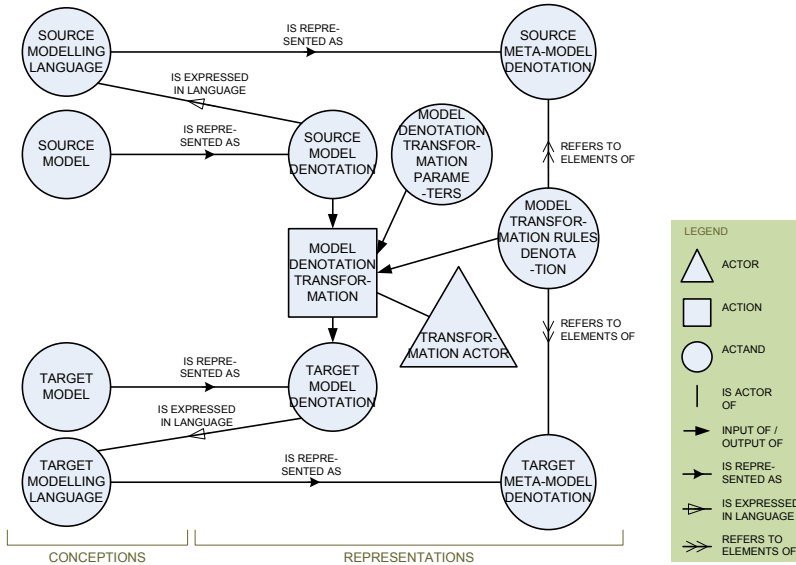 SOURCE
MODELLING
LANGUAGE
IS REPRE-
SENTED AS
SOURCE
META-MODEL
DENOTATION
IS EXPRESSED
IN LANGUAGE
SOURCE
MODEL
IS REPRE-
SENTED AS
SOURCE
MODEL
DENOTATION
MODEL
DENOTATION
TRANSFOR-
MATION
PARAME
-TERS
REFERS TO
ELEMENTS OF
MODEL
TRANSFOR-
MATION RULES
DENOTA
-TION
MODEL
DENOTATION
TRANSFOR-
MATION
TRANSFOR-
MATION ACTOR
REFERS TO
ELEMENTS OF
TARGET
MODEL
IS REPRE-
SENTED AS
TARGET
MODEL
DENOTATION
IS EXPRESSED
IN LANGUAGE
TARGET
MODELLING
LANGUAGE
IS REPRE-
SENTED AS
TARGET
META-MODEL
DENOTATION
CONCEPTIONS
REPRESENTATIONS
LEGEND
ACTOR
ACTION
ACTAND
IS ACTOR
OF
INPUT OF /
OUTPUT OF
IS REPRE-
SENTED AS
IS EXPRESSED
IN LANGUAGE
REFERS TO
ELEMENTS OF